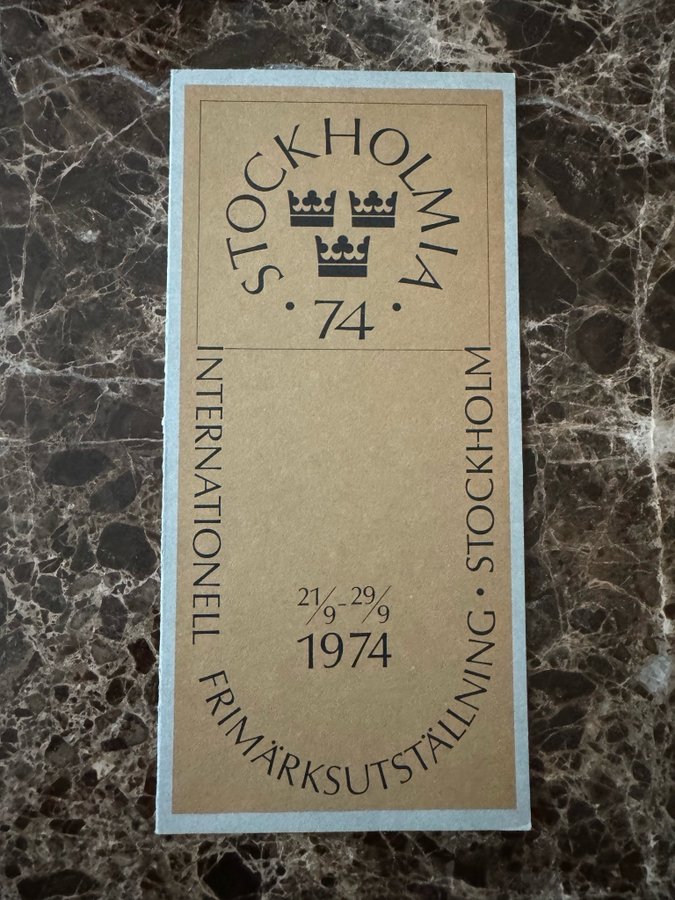 STOCKHOLMIA
• 74 •
INTERNATIONELL FRIMÄRKSUTSTÄLLNING • STOCKHOLM
21/9-29/9
1974